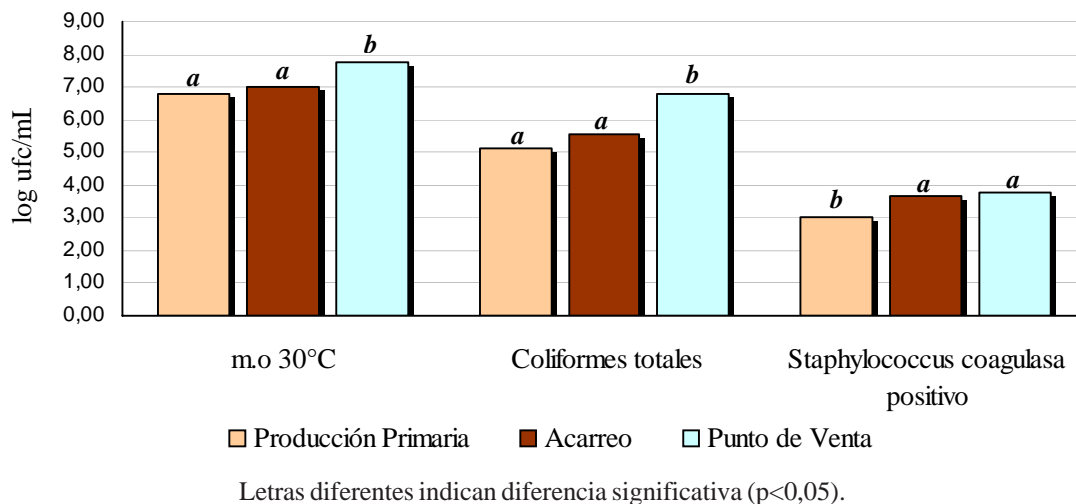 9,00
8,00
7,00
6,00
5,00
4,00
3,00
2,00
1,00
0,00
log ufc/mL
a a b
a a b
b a a
m.o 30°C Coliformes totales Staphylococcus coagulasa
positivo
Producción Primaria Acarreo Punto de Venta
Letras diferentes indican diferencia significativa (p<0,05).